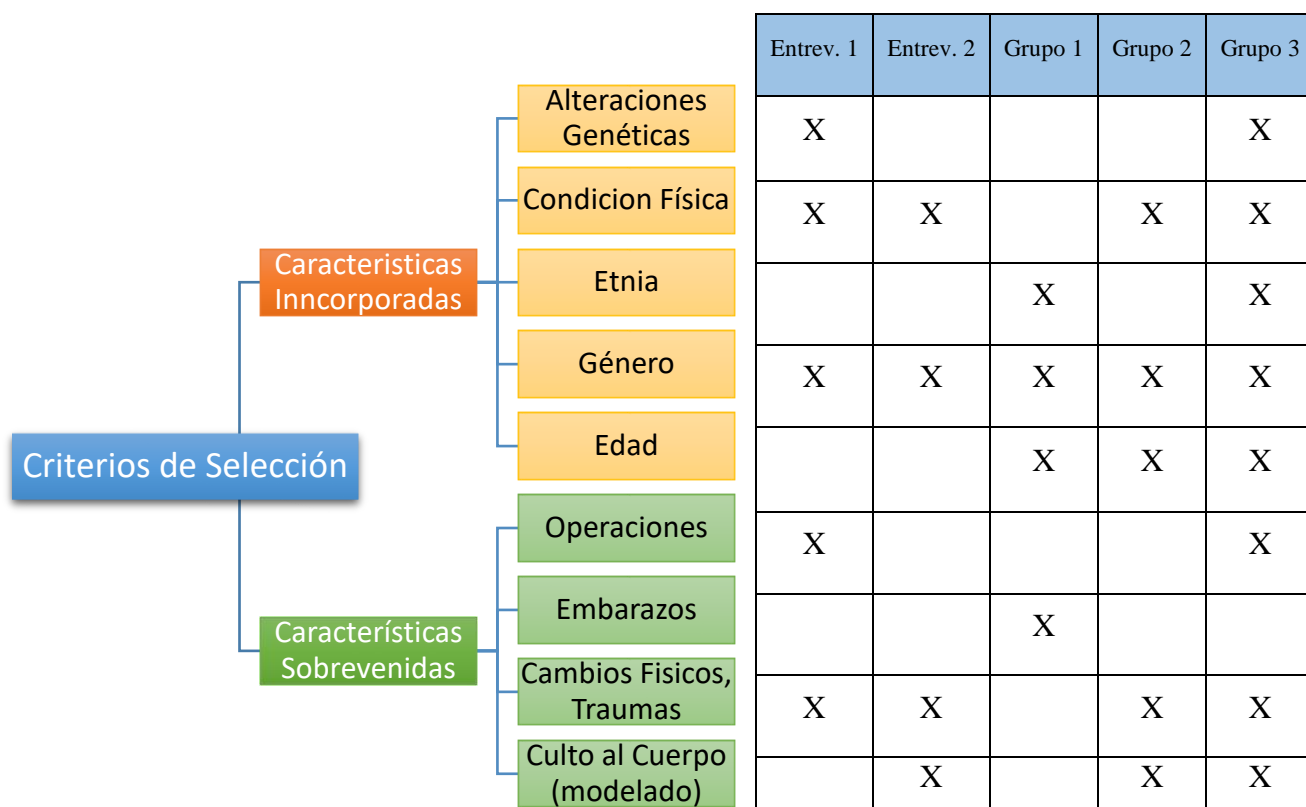 Entrev. 1 Entrev. 2 Grupo 1 Grupo 2 Grupo 3
Alteraciones
Genéticas
X X
Condicion Física
X X X X
Caracteristicas
Inncorporadas
Etnia
X X
Género
X X X X X
Edad
X X X
Criterios de Selección
Operaciones
X X
Embarazos
X
Características
Sobrevenidas
Cambios Fisicos,
Traumas
X X X X
Culto al Cuerpo
(modelado)
X X X